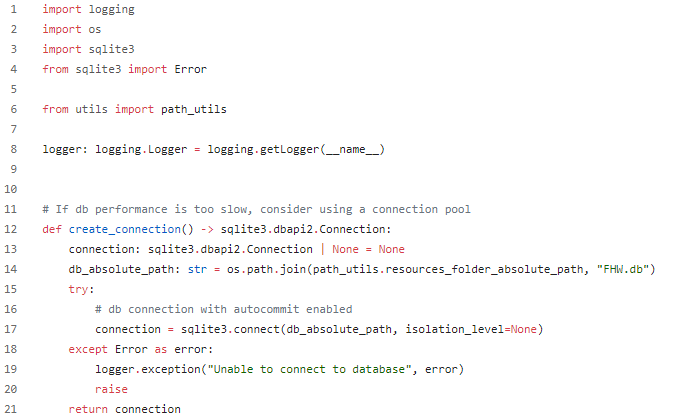 1 import logging
2 import os
3 import sqlite3
4 from sqlite3 import Error
5
6 from utils import path_utils
7
8 logger: logging.Logger = logging.getLogger(__name__)
9
10
11 # If db performance is too slow, consider using a connection pool
12 def create_connection() -> sqlite3.dbapi2.Connection:
13     connection: sqlite3.dbapi2.Connection | None = None
14     db_absolute_path: str = os.path.join(path_utils.resources_folder_absolute_path, "FHW.db")
15     try:
16         # db connection with autocommit enabled
17         connection = sqlite3.connect(db_absolute_path, isolation_level=None)
18     except Error as error:
19         logger.exception("Unable to connect to database", error)
20         raise
21     return connection